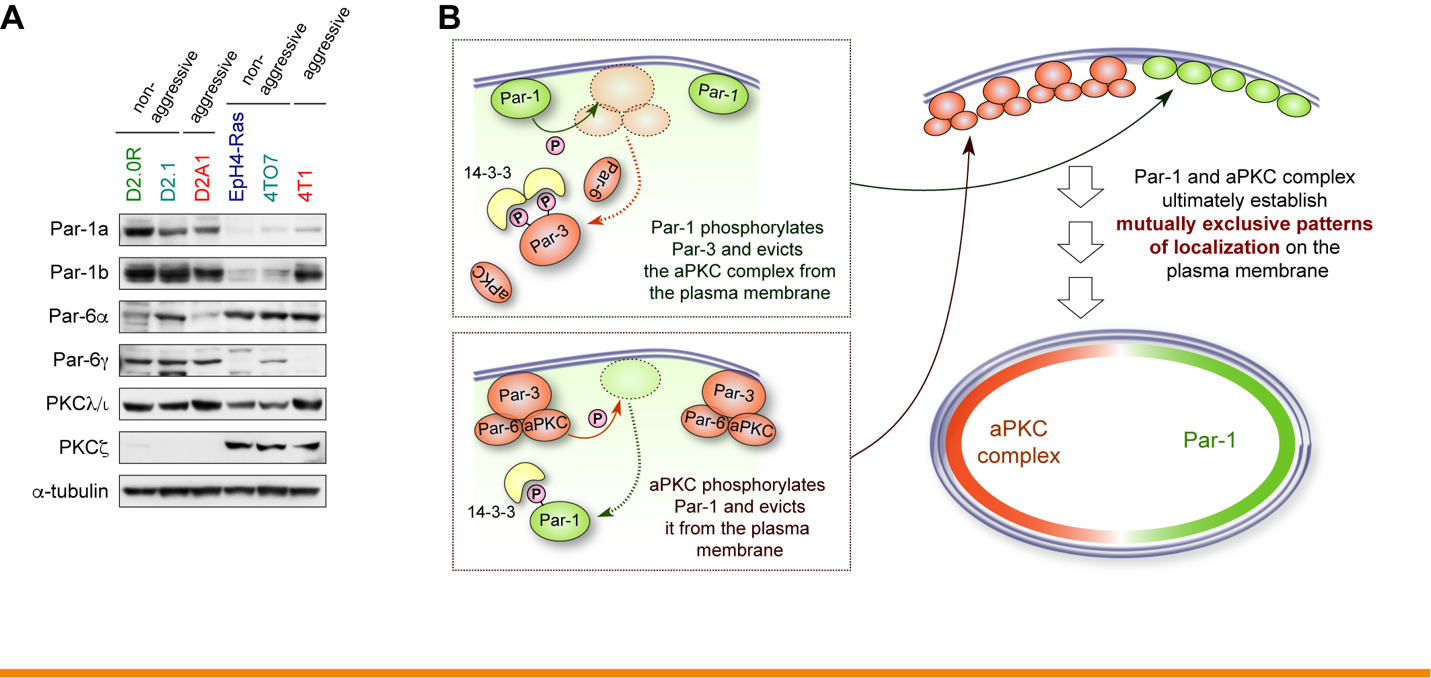 A
non-
aggressive
aggressive
non-
aggressive
aggressive
D2.0R
D2.1
D2A1
EpH4-Ras
4TO7
4T1
Par-1a
Par-1b
Par-6α
Par-6γ
PKCλ/ι
PKCζ
α-tubulin
B
Par-1
Par-1
P
14-3-3
Par-6
P
P
Par-3
aPKC
Par-1 phosphorylates
Par-3 and evicts
the aPKC complex from
the plasma membrane
Par-3
Par-6
aPKC
P
Par-3
Par-6
aPKC
P
14-3-3
Par-1
aPKC phosphorylates
Par-1 and evicts
it from the plasma
membrane
Par-1 and aPKC complex
ultimately establish
mutually exclusive patterns
of localization on the
plasma membrane
aPKC
complex
Par-1